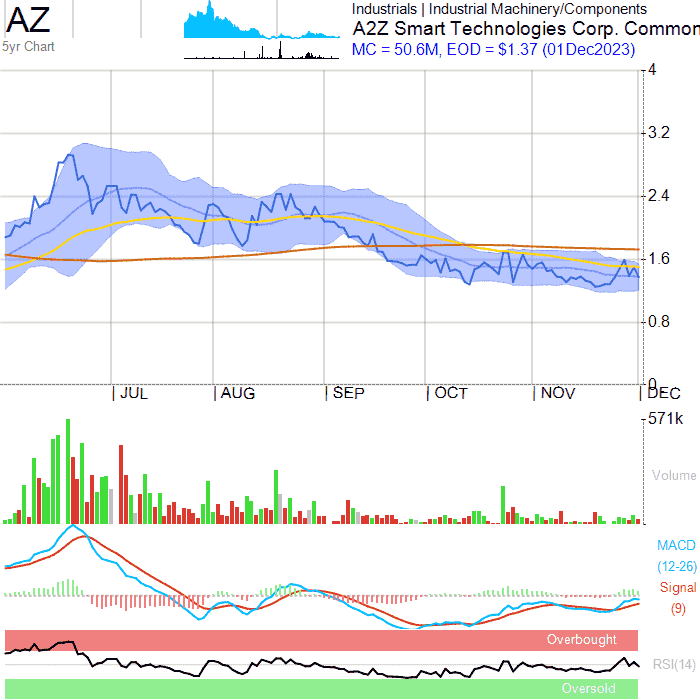 AZ
5yr Chart
Industrials | Industrial Machinery/Components
A2Z Smart Technologies Corp. Common
MC = 50.6M, EOD = $1.37 (01Dec2023)
4
3.2
2.4
1.6
0.8
0
JUL
AUG
SEP
OCT
NOV
DEC
571k
Volume
MACD
(12-26)
Signal
(9)
Overbought
RSI(14)
Oversold